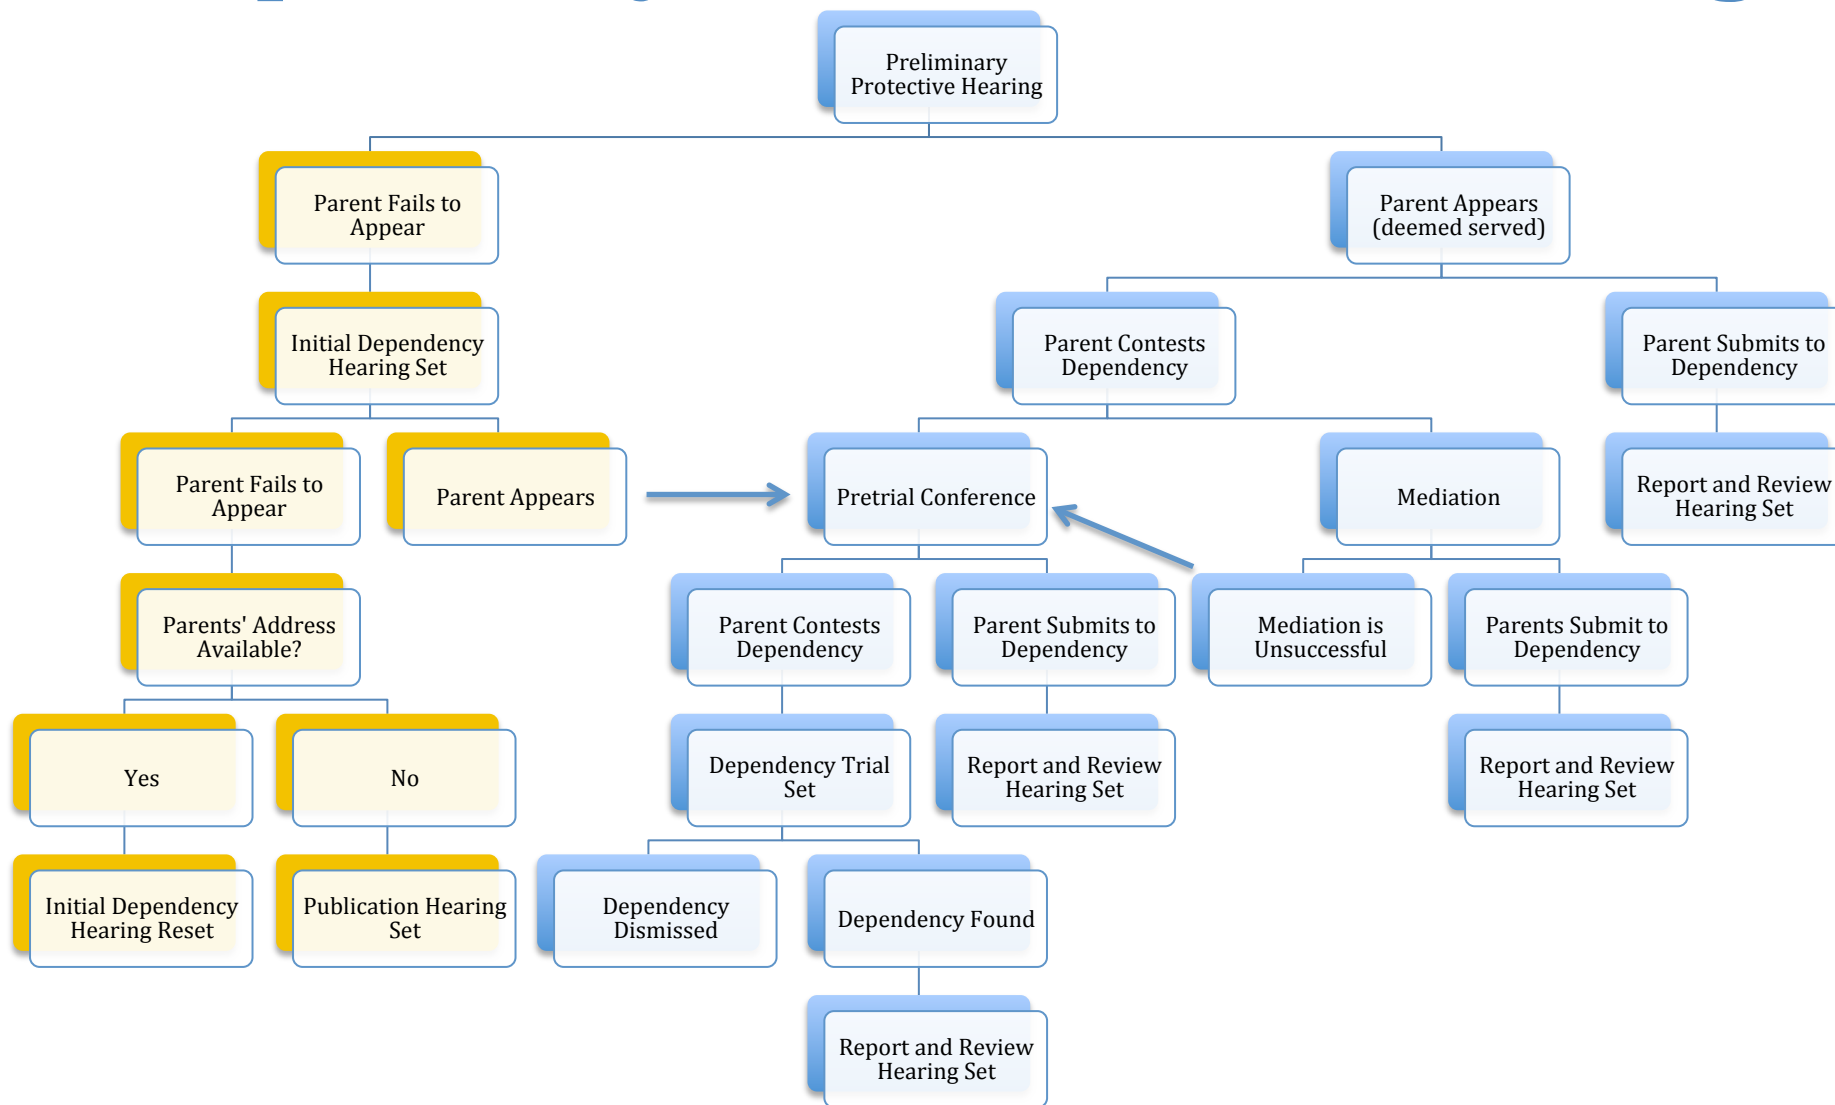 Preliminary
Protective Hearing
Parent Fails to
Appear
Parent Appears
(deemed served)
Initial Dependency
Hearing Set
Parent Contests
Dependency
Parent Submits to
Dependency
Parent Fails to
Appear
Parent Appears
Pretrial Conference
Mediation
Report and Review
Hearing Set
Parents' Address
Available?
Parent Contests
Dependency
Parent Submits to
Dependency
Mediation is
Unsuccessful
Parents Submit to
Dependency
Yes
No
Dependency Trial
Set
Report and Review
Hearing Set
Report and Review
Hearing Set
Initial Dependency
Hearing Reset
Publication Hearing
Set
Dependency
Dismissed
Dependency Found
Report and Review
Hearing Set